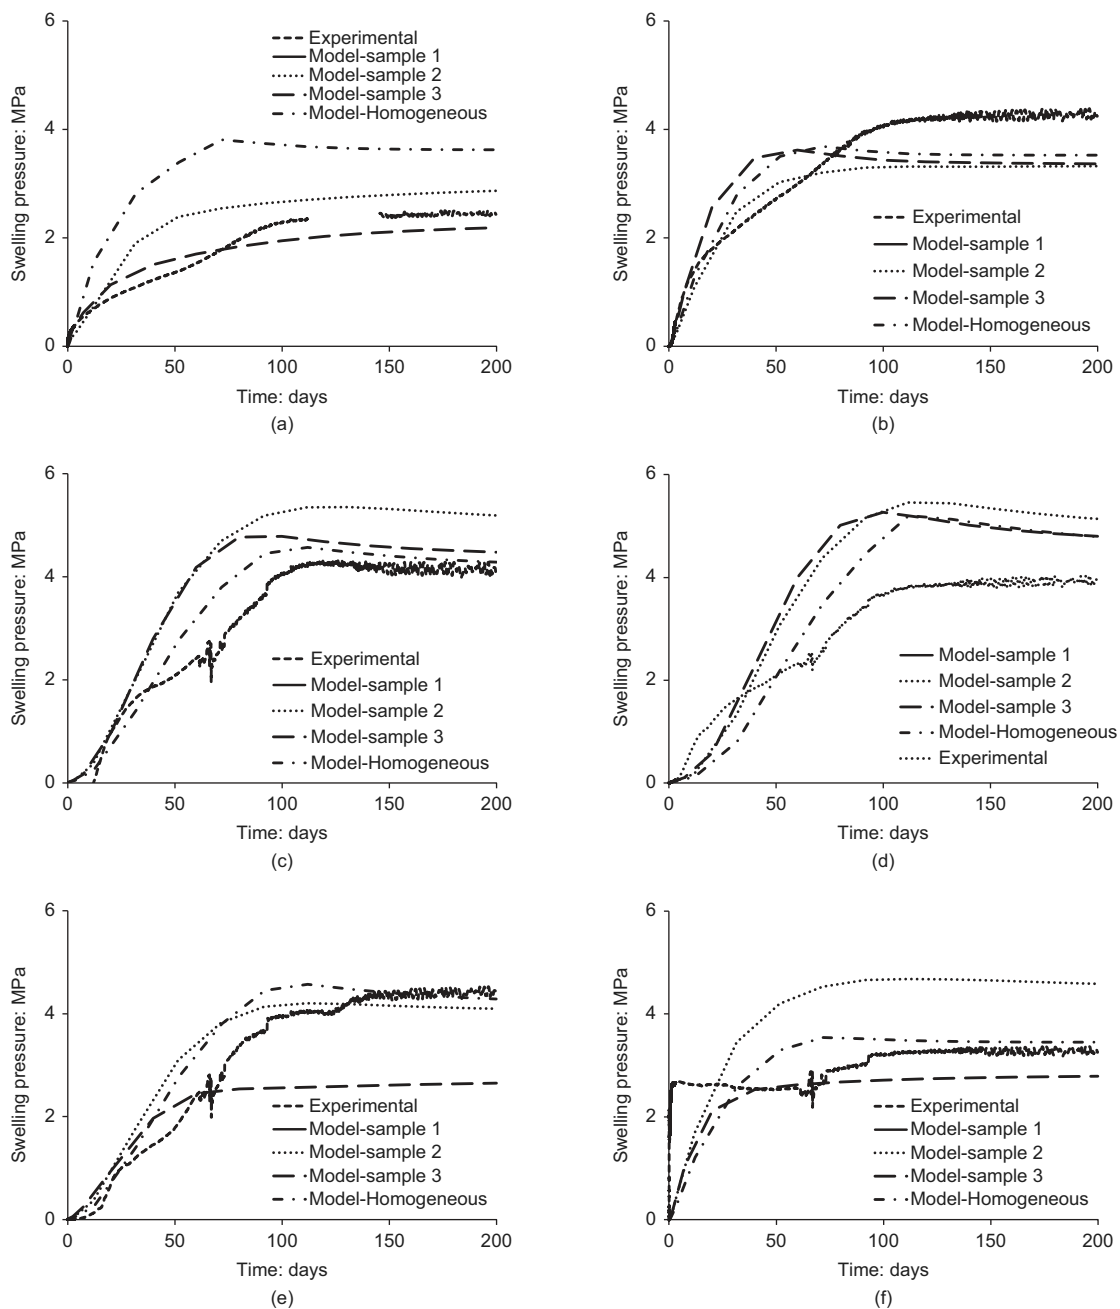 6
4
2
0
Swelling pressure: MPa
Experimental
Model-sample 1
Model-sample 2
Model-sample 3
Model-Homogeneous
0 50 100 150 200
Time: days
(a)
6
4
2
0
Swelling pressure: MPa
Experimental
Model-sample 1
Model-sample 2
Model-sample 3
Model-Homogeneous
0 50 100 150 200
Time: days
(b)
6
4
2
0
Swelling pressure: MPa
Experimental
Model-sample 1
Model-sample 2
Model-sample 3
Model-Homogeneous
0 50 100 150 200
Time: days
(c)
6
4
2
0
Swelling pressure: MPa
Model-sample 1
Model-sample 2
Model-sample 3
Model-Homogeneous
Experimental
0 50 100 150 200
Time: days
(d)
6
4
2
0
Swelling pressure: MPa
Experimental
Model-sample 1
Model-sample 2
Model-sample 3
Model-Homogeneous
0 50 100 150 200
Time: days
(e)
6
4
2
0
Swelling pressure: MPa
Experimental
Model-sample 1
Model-sample 2
Model-sample 3
Model-Homogeneous
0 50 100 150 200
Time: days
(f)